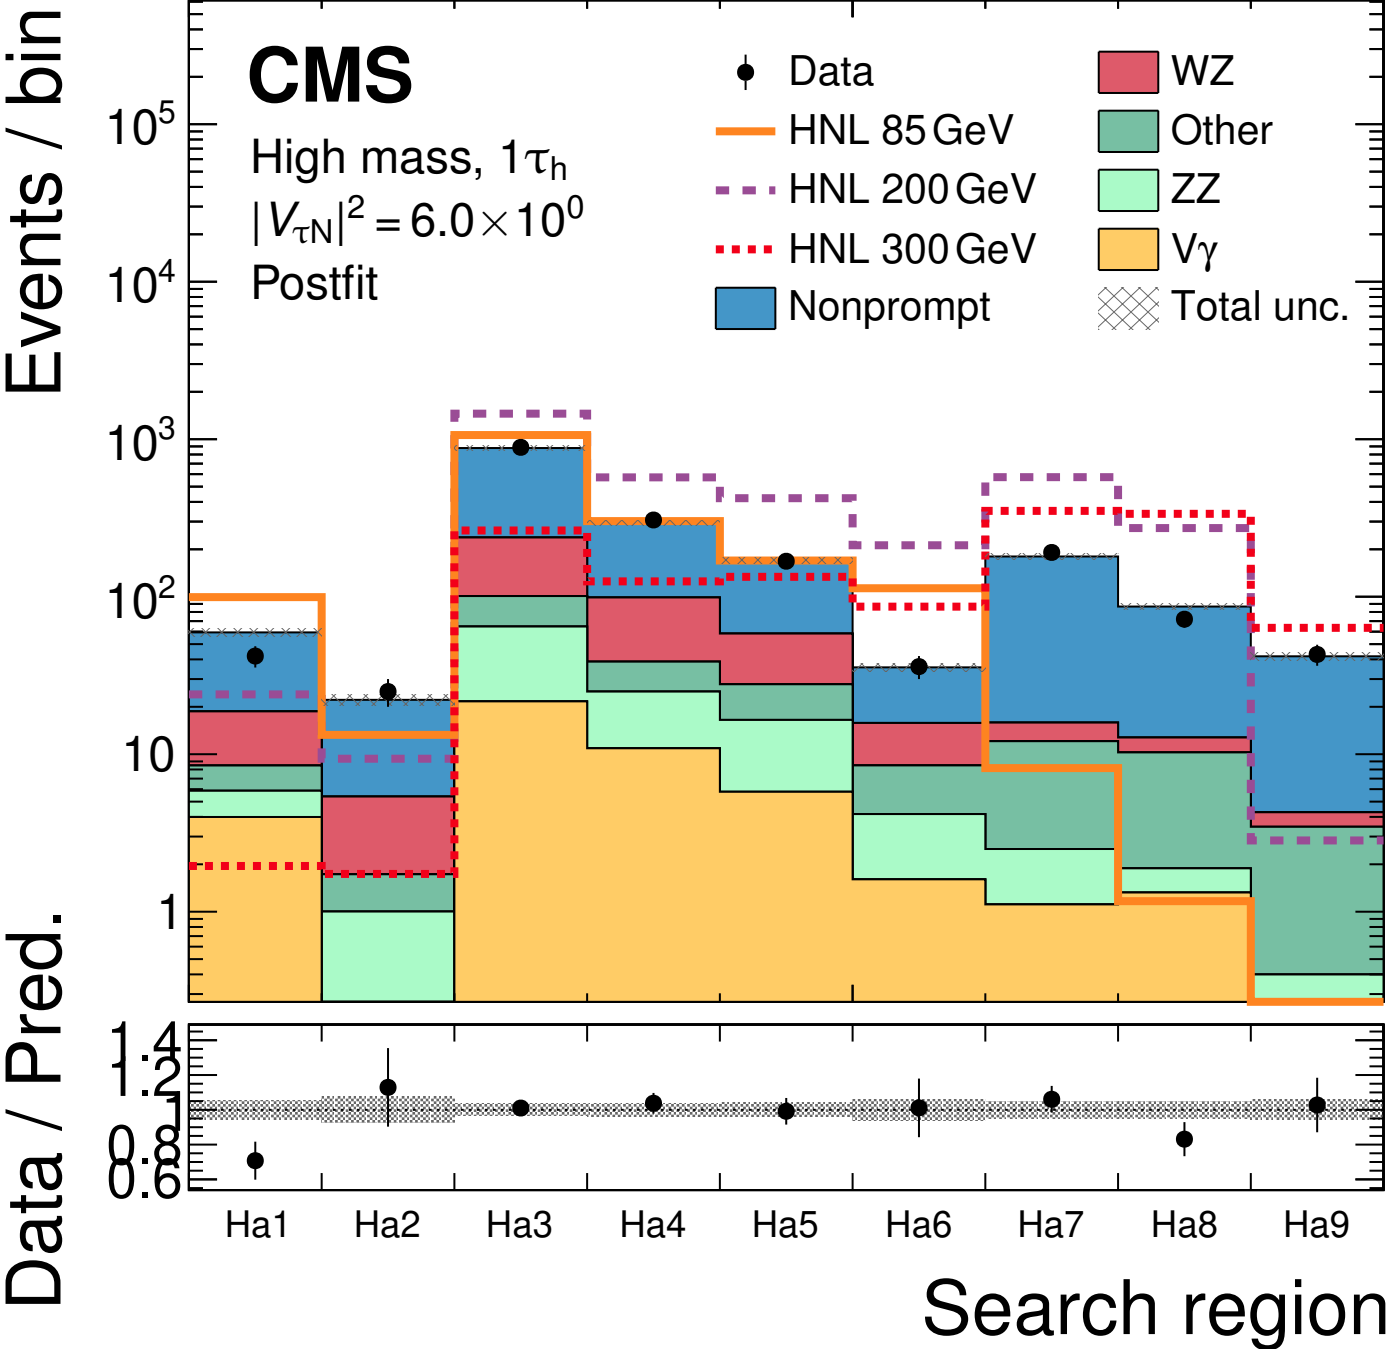 Events / bin
10⁵
10⁴
10³
10²
10
1
CMS
High mass, 1τₕ
|V_τN|² = 6.0×10⁰
Postfit
Data
HNL 85 GeV
HNL 200 GeV
HNL 300 GeV
Nonprompt
WZ
Other
ZZ
Vγ
Total unc.
Data / Pred.
1.4
1.2
1
0.8
0.6
Ha1 Ha2 Ha3 Ha4 Ha5 Ha6 Ha7 Ha8 Ha9
Search region